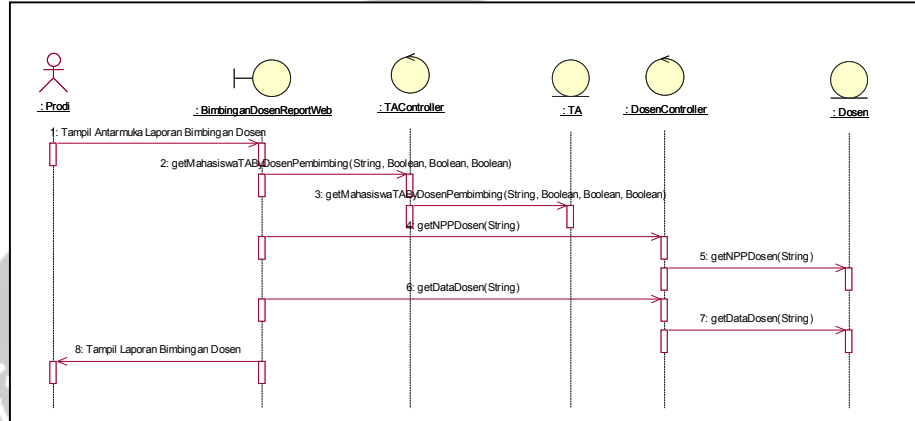 : Prodi
: BimbinganDosenReportWeb
: TAController
: TA
: DosenController
: Dosen
1: Tampil Antarmuka Laporan Bimbingan Dosen
2: getMahasiswaTAByDosenPembimbing(String, Boolean, Boolean, Boolean)
3: getMahasiswaTAByDosenPembimbing(String, Boolean, Boolean, Boolean)
4: getNPPDosen(String)
5: getNPPDosen(String)
6: getDataDosen(String)
7: getDataDosen(String)
8: Tampil Laporan Bimbingan Dosen